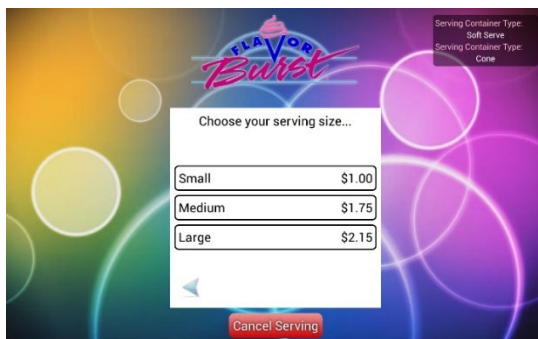 FLAVOR
Burst
Serving Container Type:
Soft Serve
Serving Container Type:
Cone
Choose your serving size...
Small $1.00
Medium $1.75
Large $2.15
Cancel Serving